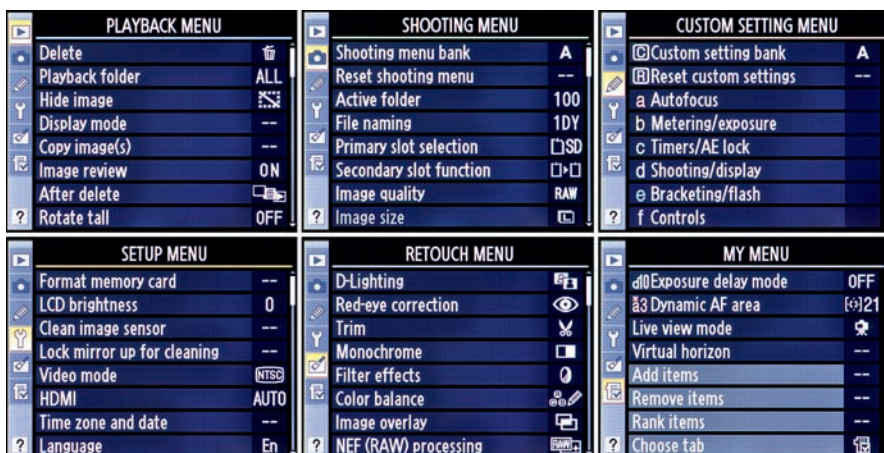 PLAYBACK MENU
Delete
Playback folder ALL
Hide image
Display mode --
Copy image(s) --
Image review ON
After delete
Rotate tall OFF
?
SHOOTING MENU
Shooting menu bank A
Reset shooting menu --
Active folder 100
File naming 1DY
Primary slot selection SD
Secondary slot function
Image quality RAW
Image size L
?
CUSTOM SETTING MENU
C Custom setting bank A
R Reset custom settings --
a Autofocus
b Metering/exposure
c Timers/AE lock
d Shooting/display
e Bracketing/flash
f Controls
?
SETUP MENU
Format memory card --
LCD brightness 0
Clean image sensor --
Lock mirror up for cleaning --
Video mode NTSC
HDMI AUTO
Time zone and date --
Language En
?
RETOUCH MENU
D-Lighting
Red-eye correction
Trim
Monochrome
Filter effects
Color balance
Image overlay
NEF (RAW) processing RAW+
?
MY MENU
d10 Exposure delay mode OFF
a3 Dynamic AF area 21
Live view mode
Virtual horizon --
Add items --
Remove items --
Rank items --
Choose tab
?